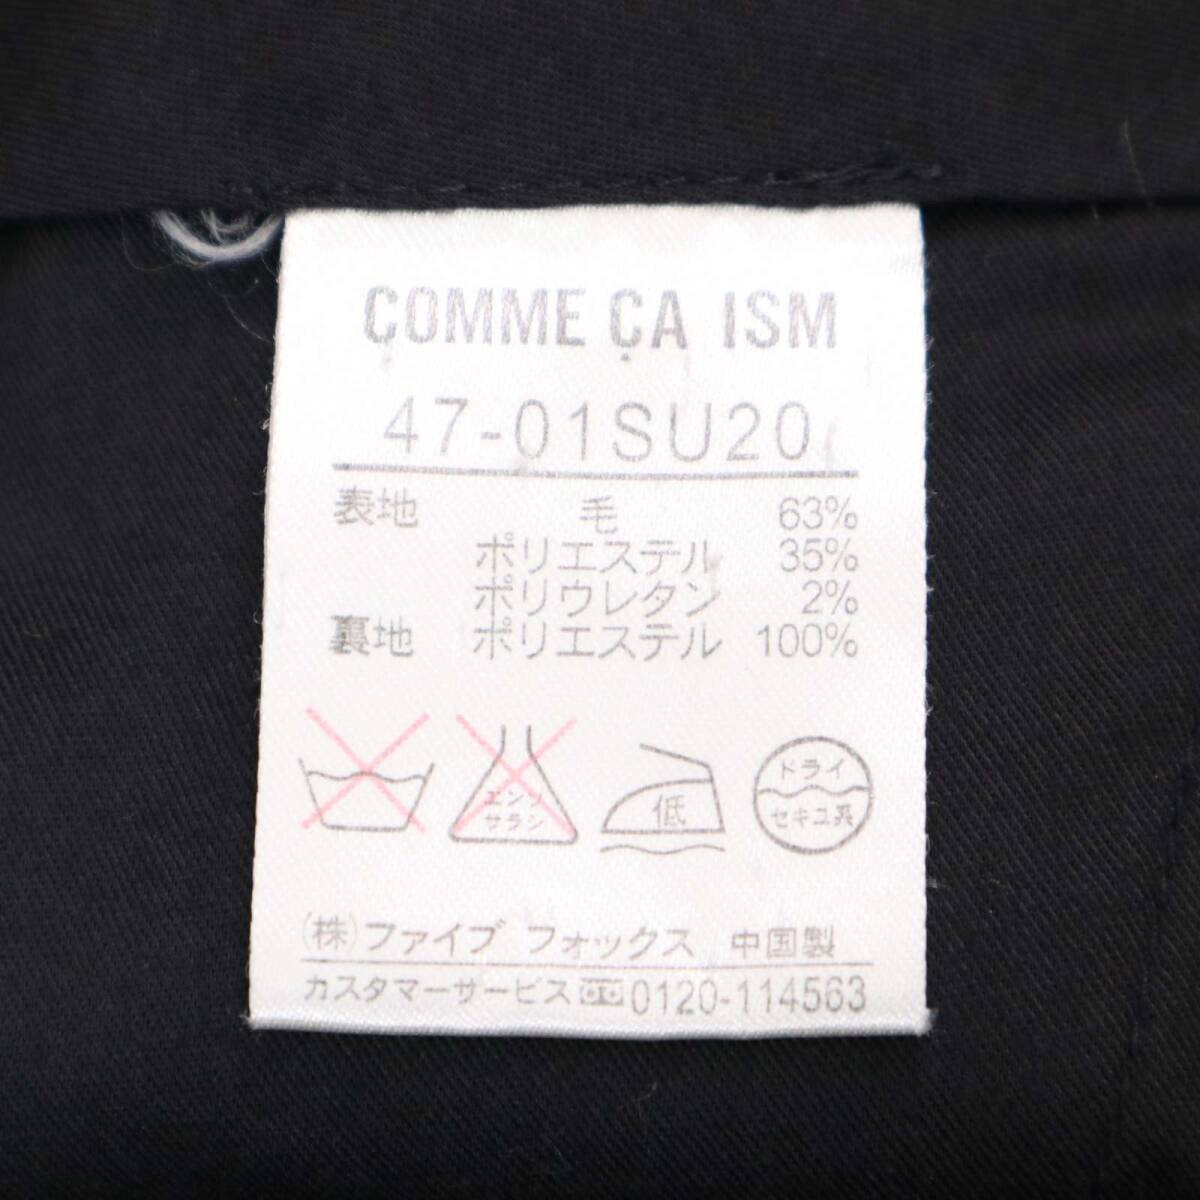 COMME ÇA ISM
47-01SU20
表地 毛 63%
ポリエステル 35%
ポリウレタン 2%
裏地 ポリエステル 100%
エンソ
サラシ
低
ドライ
セキユ系
(株)ファイブ フォックス 中国製
カスタマーサービス 0120-114563